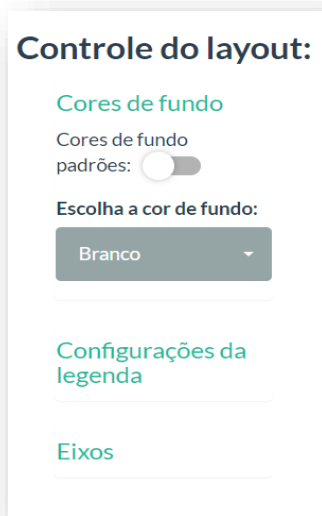 Controle do layout:
Cores de fundo
Cores de fundo
padrões:
Escolha a cor de fundo:
Branco
Configurações da
legenda
Eixos